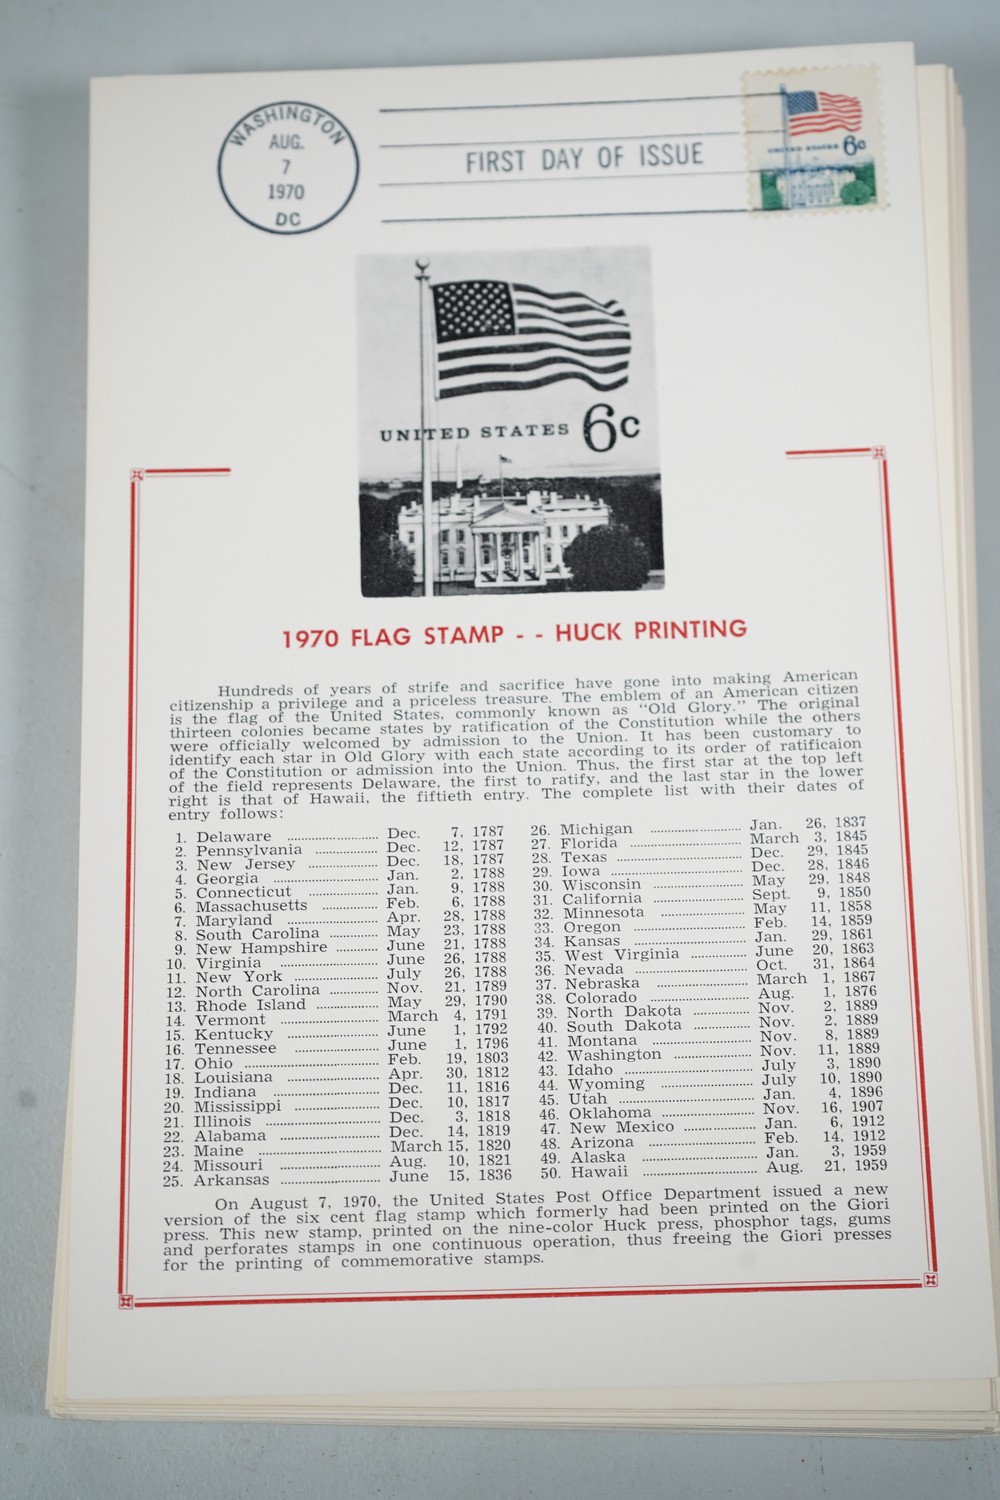 WASHINGTON
AUG.
7
1970
DC
FIRST DAY OF ISSUE
UNITED STATES 6c
UNITED STATES 6c
1970 FLAG STAMP - - HUCK PRINTING
Hundreds of years of strife and sacrifice have gone into making American
citizenship a privilege and a priceless treasure. The emblem of an American citizen
is the flag of the United States, commonly known as "Old Glory." The original
thirteen colonies became states by ratification of the Constitution while the others
were officially welcomed by admission to the Union. It has been customary to
identify each star in Old Glory with each state according to its order of ratificaion
of the Constitution or admission into the Union. Thus, the first star at the top left
of the field represents Delaware, the first to ratify, and the last star in the lower
right is that of Hawaii, the fiftieth entry. The complete list with their dates of
entry follows:
1. Delaware Dec. 7, 1787
2. Pennsylvania Dec. 12, 1787
3. New Jersey Dec. 18, 1787
4. Georgia Jan. 2, 1788
5. Connecticut Jan. 9, 1788
6. Massachusetts Feb. 6, 1788
7. Maryland Apr. 28, 1788
8. South Carolina May 23, 1788
9. New Hampshire June 21, 1788
10. Virginia June 26, 1788
11. New York July 26, 1788
12. North Carolina Nov. 21, 1789
13. Rhode Island May 29, 1790
14. Vermont March 4, 1791
15. Kentucky June 1, 1792
16. Tennessee June 1, 1796
17. Ohio Feb. 19, 1803
18. Louisiana Apr. 30, 1812
19. Indiana Dec. 11, 1816
20. Mississippi Dec. 10, 1817
21. Illinois Dec. 3, 1818
22. Alabama Dec. 14, 1819
23. Maine March 15, 1820
24. Missouri Aug. 10, 1821
25. Arkansas June 15, 1836
26. Michigan Jan. 26, 1837
27. Florida March 3, 1845
28. Texas Dec. 29, 1845
29. Iowa Dec. 28, 1846
30. Wisconsin May 29, 1848
31. California Sept. 9, 1850
32. Minnesota May 11, 1858
33. Oregon Feb. 14, 1859
34. Kansas Jan. 29, 1861
35. West Virginia June 20, 1863
36. Nevada Oct. 31, 1864
37. Nebraska March 1, 1867
38. Colorado Aug. 1, 1876
39. North Dakota Nov. 2, 1889
40. South Dakota Nov. 2, 1889
41. Montana Nov. 8, 1889
42. Washington Nov. 11, 1889
43. Idaho July 3, 1890
44. Wyoming July 10, 1890
45. Utah Jan. 4, 1896
46. Oklahoma Nov. 16, 1907
47. New Mexico Jan. 6, 1912
48. Arizona Feb. 14, 1912
49. Alaska Jan. 3, 1959
50. Hawaii Aug. 21, 1959
On August 7, 1970, the United States Post Office Department issued a new
version of the six cent flag stamp which formerly had been printed on the Giori
press. This new stamp, printed on the nine-color Huck press, phosphor tags, gums
and perforates stamps in one continuous operation, thus freeing the Giori presses
for the printing of commemorative stamps.